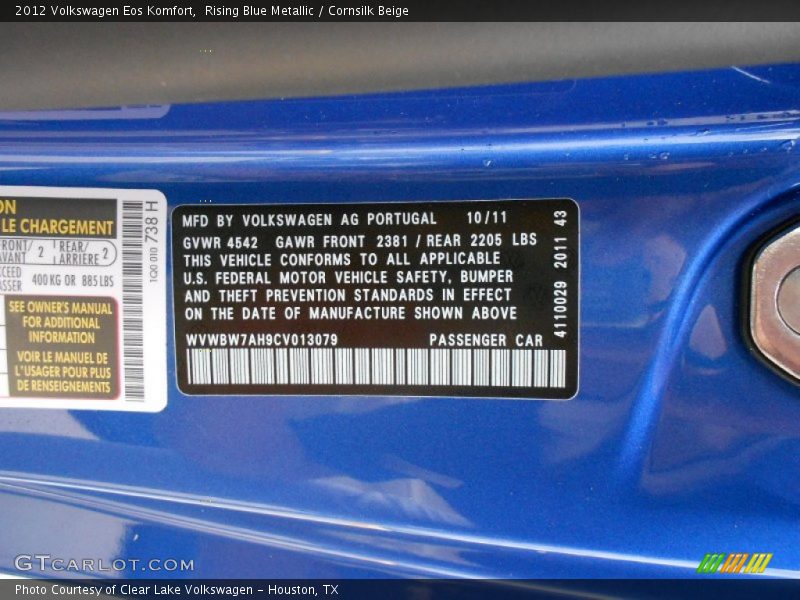 2012 Volkswagen Eos Komfort,  Rising Blue Metallic / Cornsilk Beige
ON
LE CHARGEMENT
FRONT/ AVANT 2 REAR/ ARRIÈRE 2
400 KG OR 885 LBS
SEE OWNER'S MANUAL
FOR ADDITIONAL
INFORMATION
VOIR LE MANUEL DE
L'USAGER POUR PLUS
DE RENSEIGNEMENTS
1Q0 010 738 H
MFD BY VOLKSWAGEN AG PORTUGAL 10/11
GVWR 4542 GAWR FRONT 2381 / REAR 2205 LBS
THIS VEHICLE CONFORMS TO ALL APPLICABLE
U.S. FEDERAL MOTOR VEHICLE SAFETY, BUMPER
AND THEFT PREVENTION STANDARDS IN EFFECT
ON THE DATE OF MANUFACTURE SHOWN ABOVE
WVWBW7AH9CV013079 PASSENGER CAR
4110029 2011 43
GTCARLOT.COM
Photo Courtesy of Clear Lake Volkswagen – Houston, TX